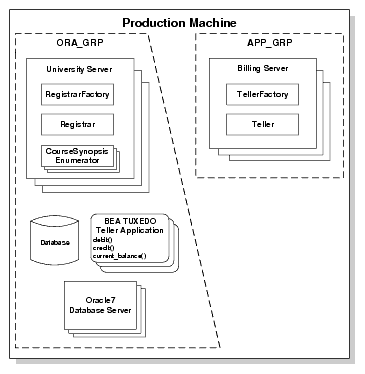 Production Machine
ORA_GRP
University Server
RegistrarFactory
Registrar
CourseSynopsis
Enumerator
Database
BEA TUXEDO
Teller Application
debit()
credit()
current_balance()
Oracle7
Database Server
APP_GRP
Billing Server
TellerFactory
Teller